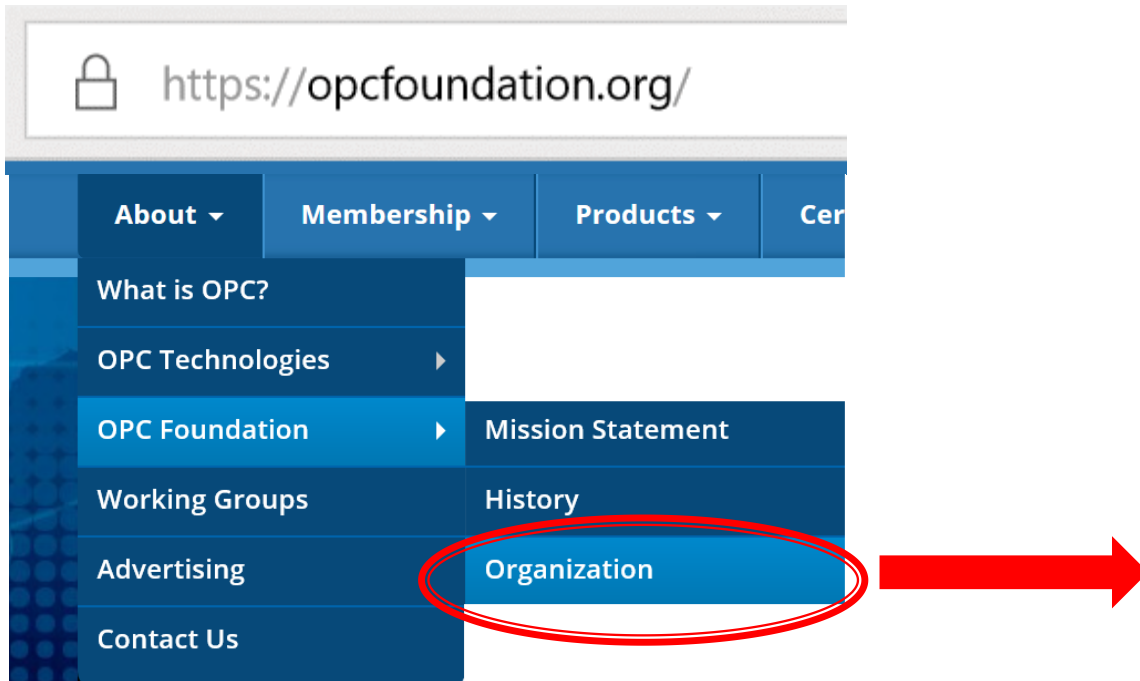 https://opcfoundation.org/
About Membership Products Cer
What is OPC?
OPC Technologies
OPC Foundation Mission Statement
Working Groups History
Advertising Organization
Contact Us